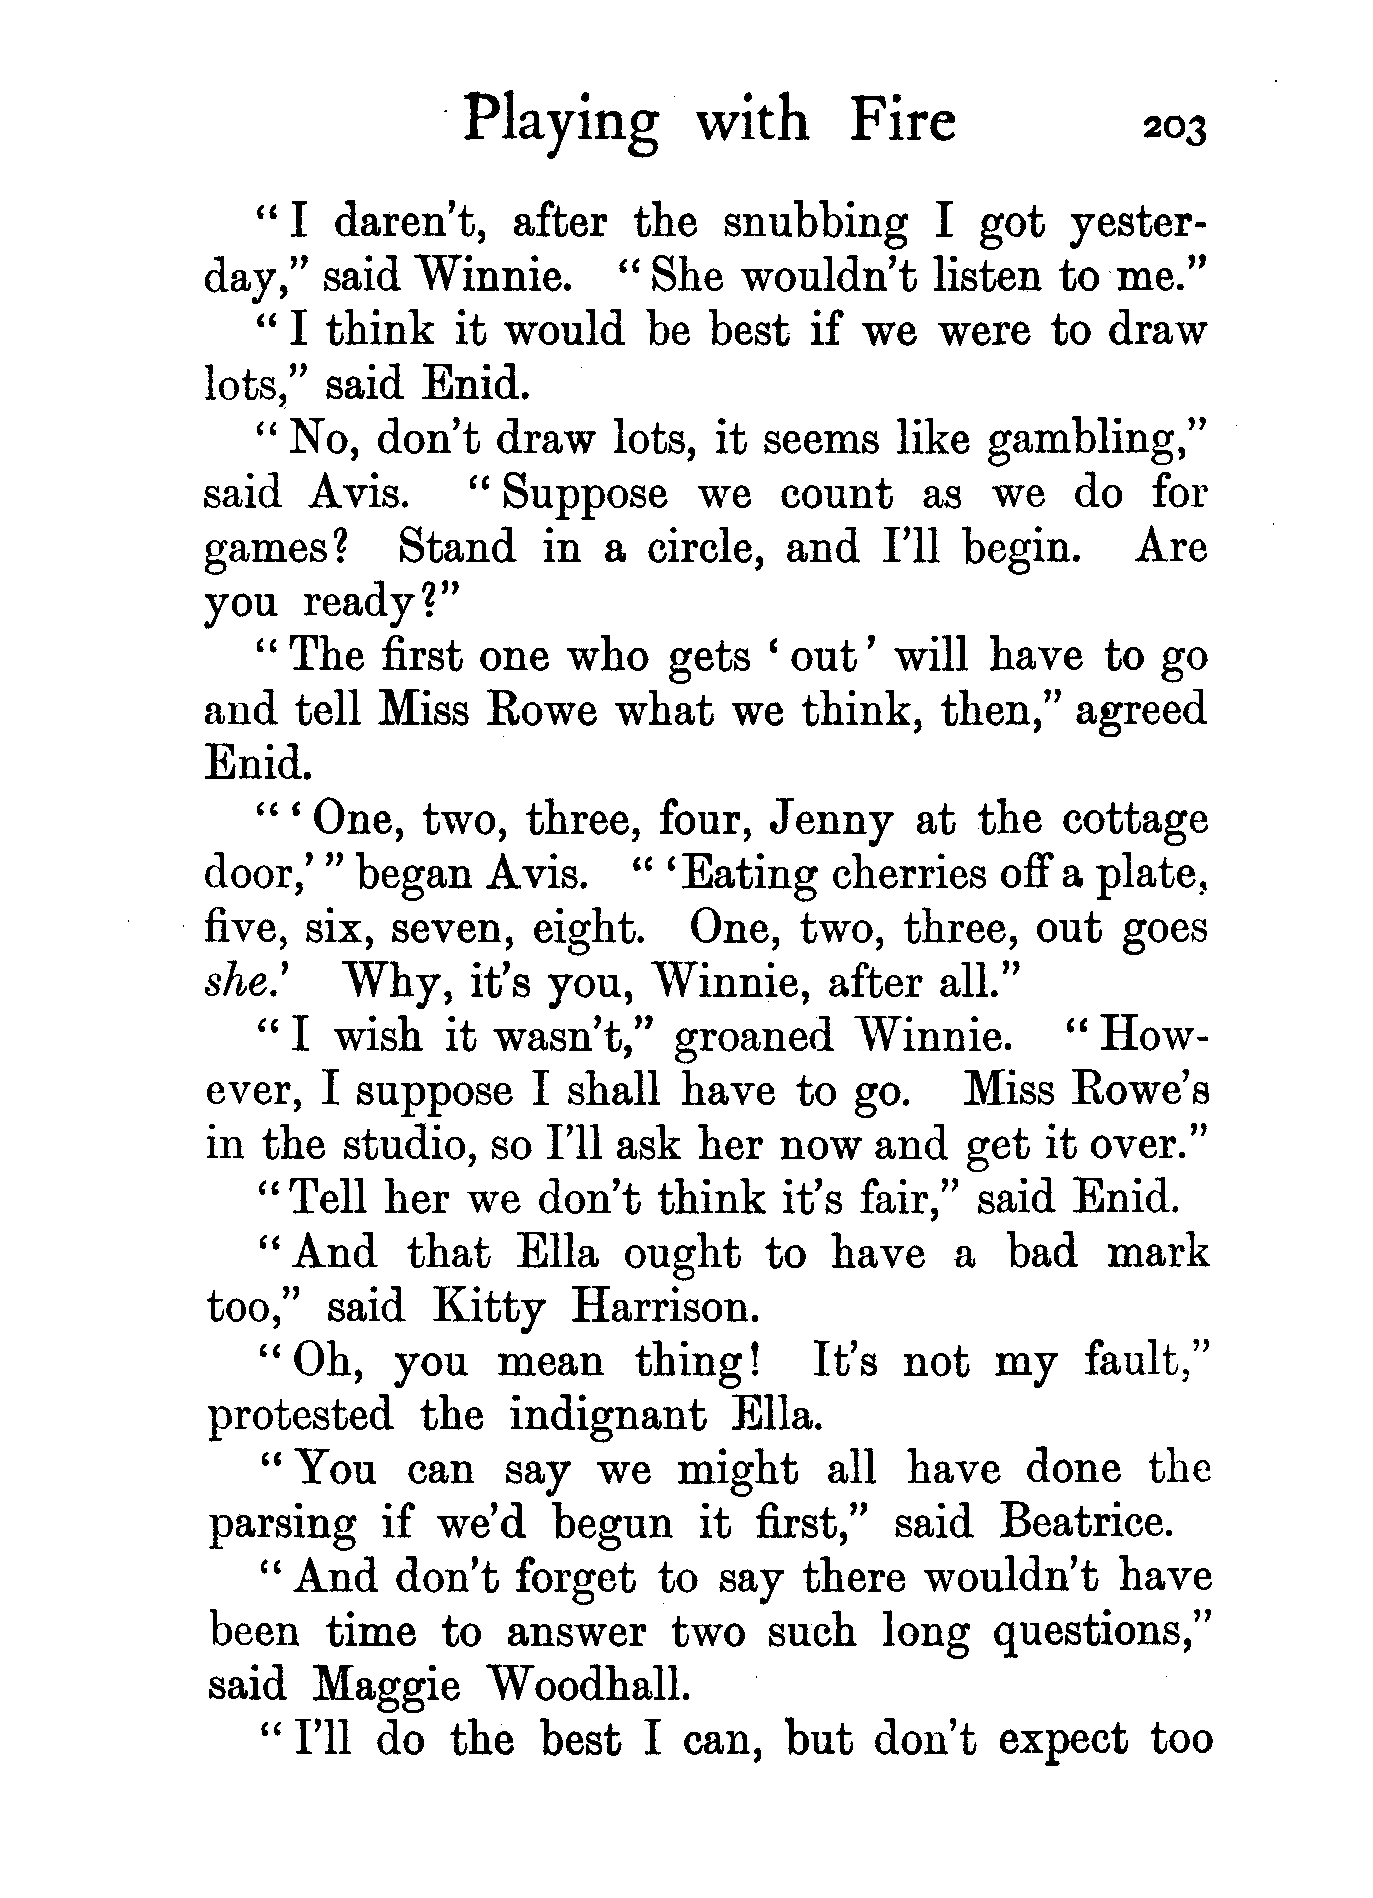 Playing with Fire 203
“ I daren’t, after the snubbing I got yester-
day,” said Winnie. “ She wouldn’t listen to me.”
“ I think it would be best if we were to draw
lots,” said Enid.
“ No, don’t draw lots, it seems like gambling,”
said Avis. “ Suppose we count as we do for
games? Stand in a circle, and I’ll begin. Are
you ready?”
“ The first one who gets ‘ out ’ will have to go
and tell Miss Rowe what we think, then,” agreed
Enid.
“ ‘ One, two, three, four, Jenny at the cottage
door,’ ” began Avis. “ ‘Eating cherries off a plate,
five, six, seven, eight. One, two, three, out goes
she.’ Why, it’s you, Winnie, after all.”
“ I wish it wasn’t,” groaned Winnie. “ How-
ever, I suppose I shall have to go. Miss Rowe’s
in the studio, so I’ll ask her now and get it over.”
“ Tell her we don’t think it’s fair,” said Enid.
“ And that Ella ought to have a bad mark
too,” said Kitty Harrison.
“ Oh, you mean thing! It’s not my fault,”
protested the indignant Ella.
“ You can say we might all have done the
parsing if we’d begun it first,” said Beatrice.
“ And don’t forget to say there wouldn’t have
been time to answer two such long questions,”
said Maggie Woodhall.
“ I’ll do the best I can, but don’t expect too